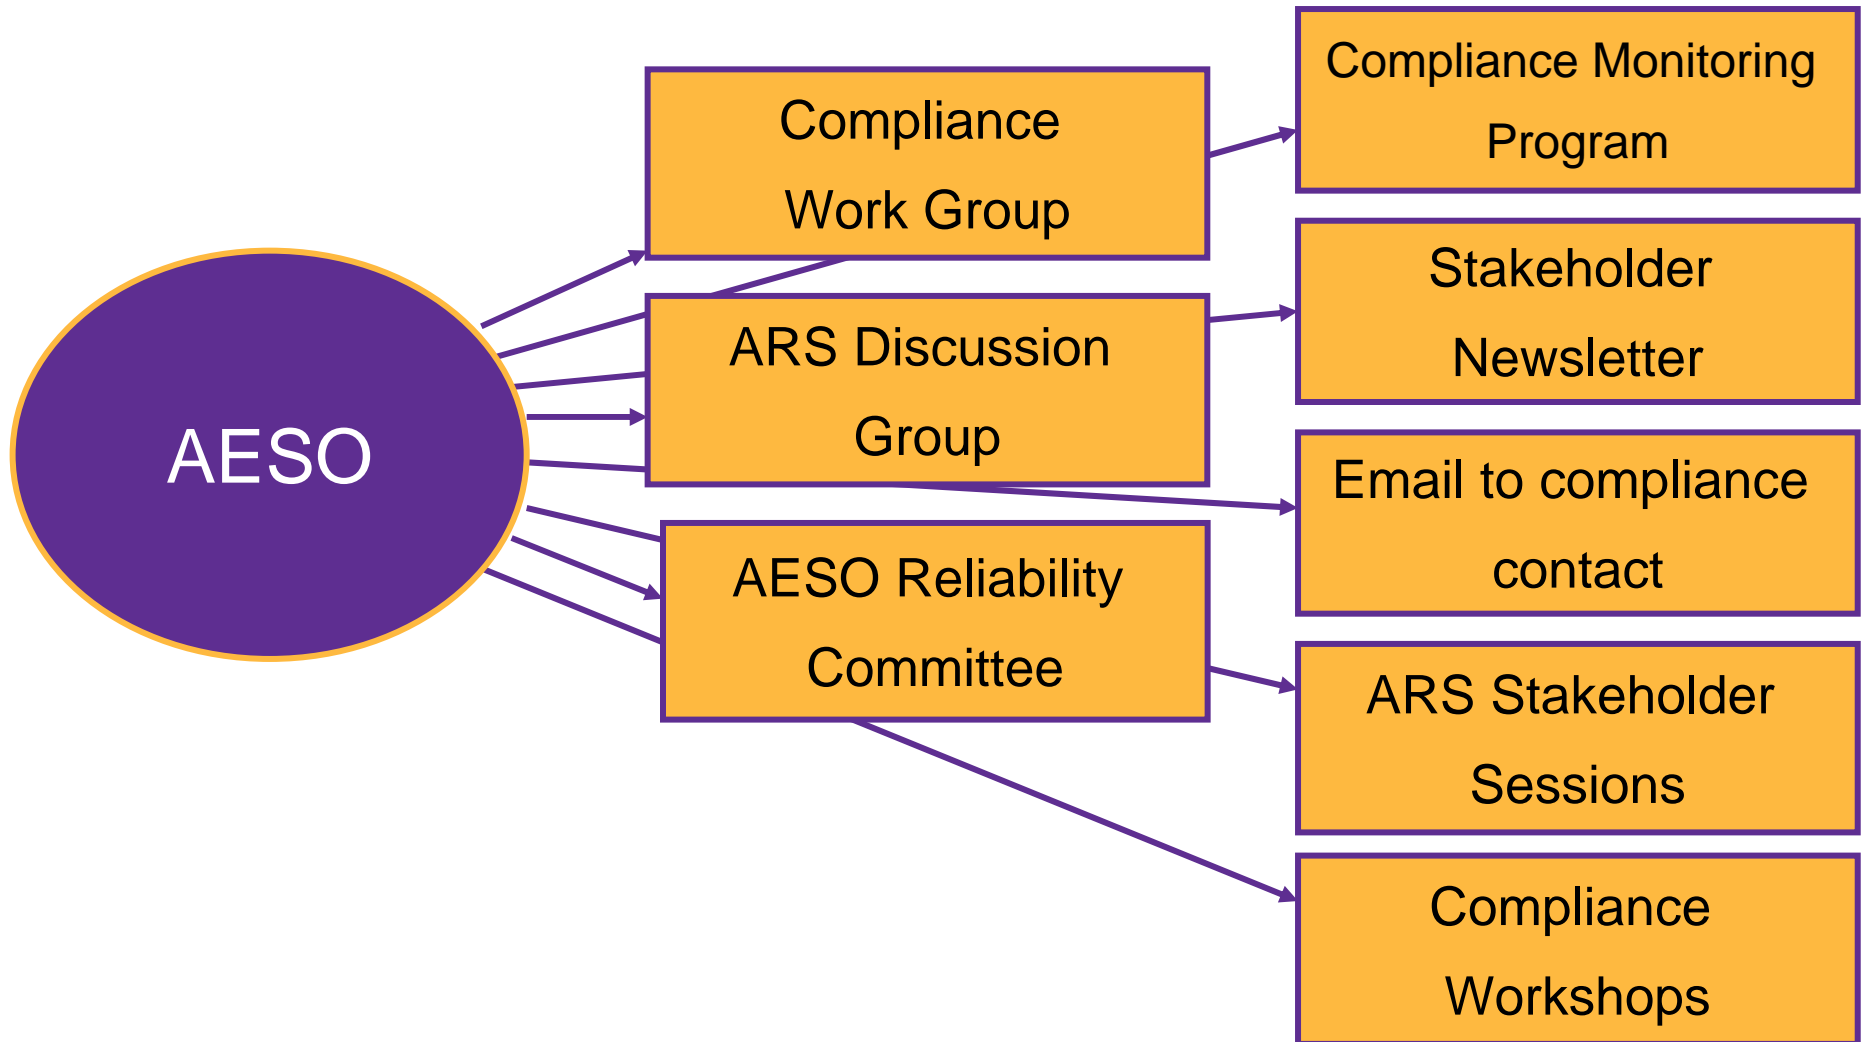 AESO
Compliance
Work Group
ARS Discussion
Group
AESO Reliability
Committee
Compliance Monitoring
Program
Stakeholder
Newsletter
Email to compliance
contact
ARS Stakeholder
Sessions
Compliance
Workshops